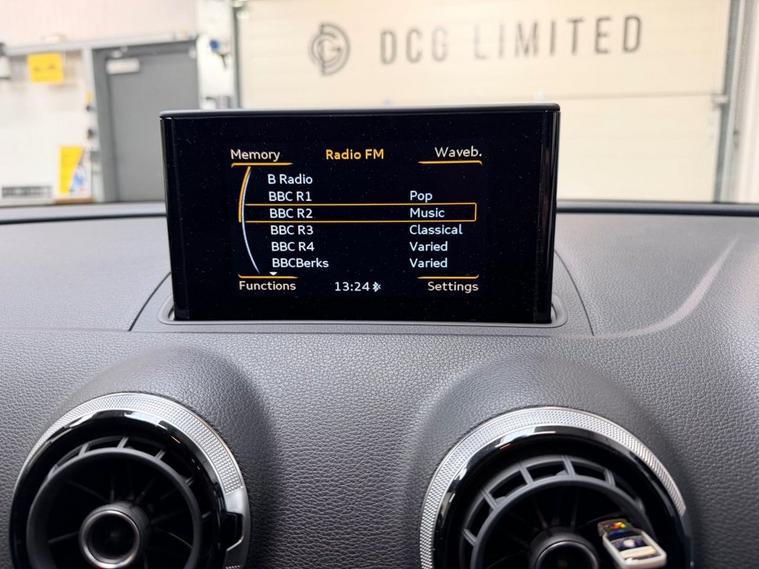 DCG LIMITED
Memory Radio FM Waveb.
B Radio
BBC R1 Pop
BBC R2 Music
BBC R3 Classical
BBC R4 Varied
BBCBerks Varied
Functions 13:24 Settings